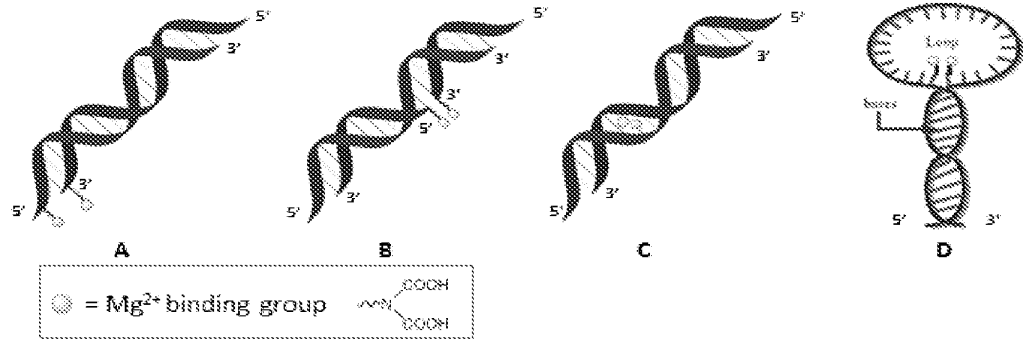 5'
3'
3'
5'
A
5'
3'
3'
5'
3'
5'
B
5'
3'
3'
5'
C
Loop
bases
5' 3'
D
= Mg²⁺ binding group
COOH
N
COOH